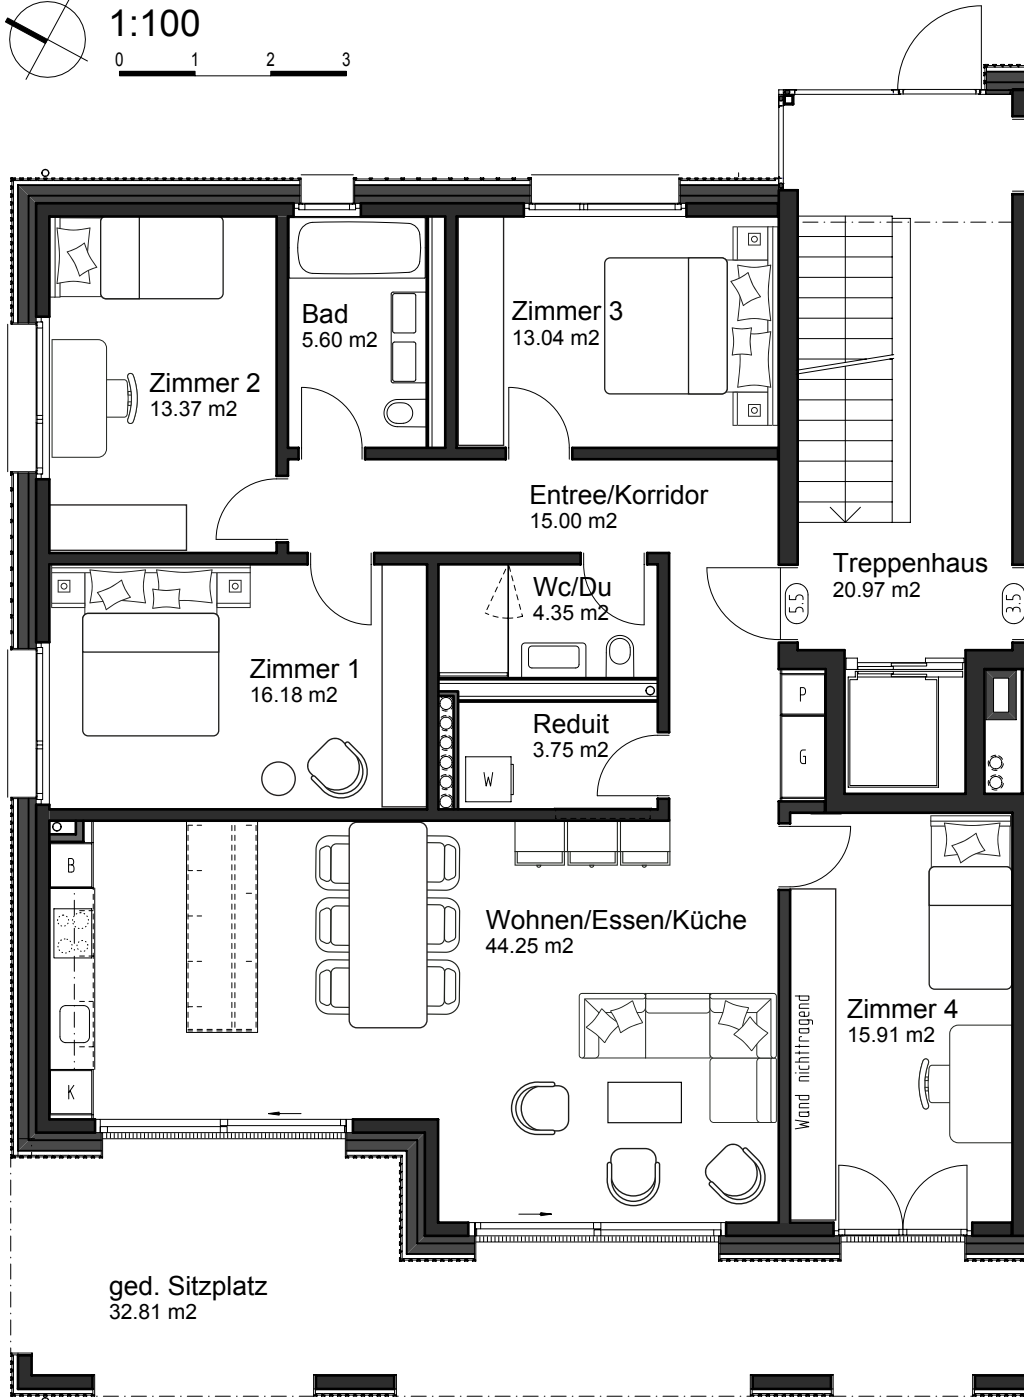 1:100
0 1 2 3
Bad
5.60 m2
Zimmer 3
13.04 m2
Zimmer 2
13.37 m2
Entree/Korridor
15.00 m2
Treppenhaus
20.97 m2
Wc/Du
4.35 m2
5.5
3.5
Zimmer 1
16.18 m2
Reduit
3.75 m2
P
G
W
B
Wohnen/Essen/Küche
44.25 m2
Zimmer 4
15.91 m2
Wand nichttragend
K
ged. Sitzplatz
32.81 m2